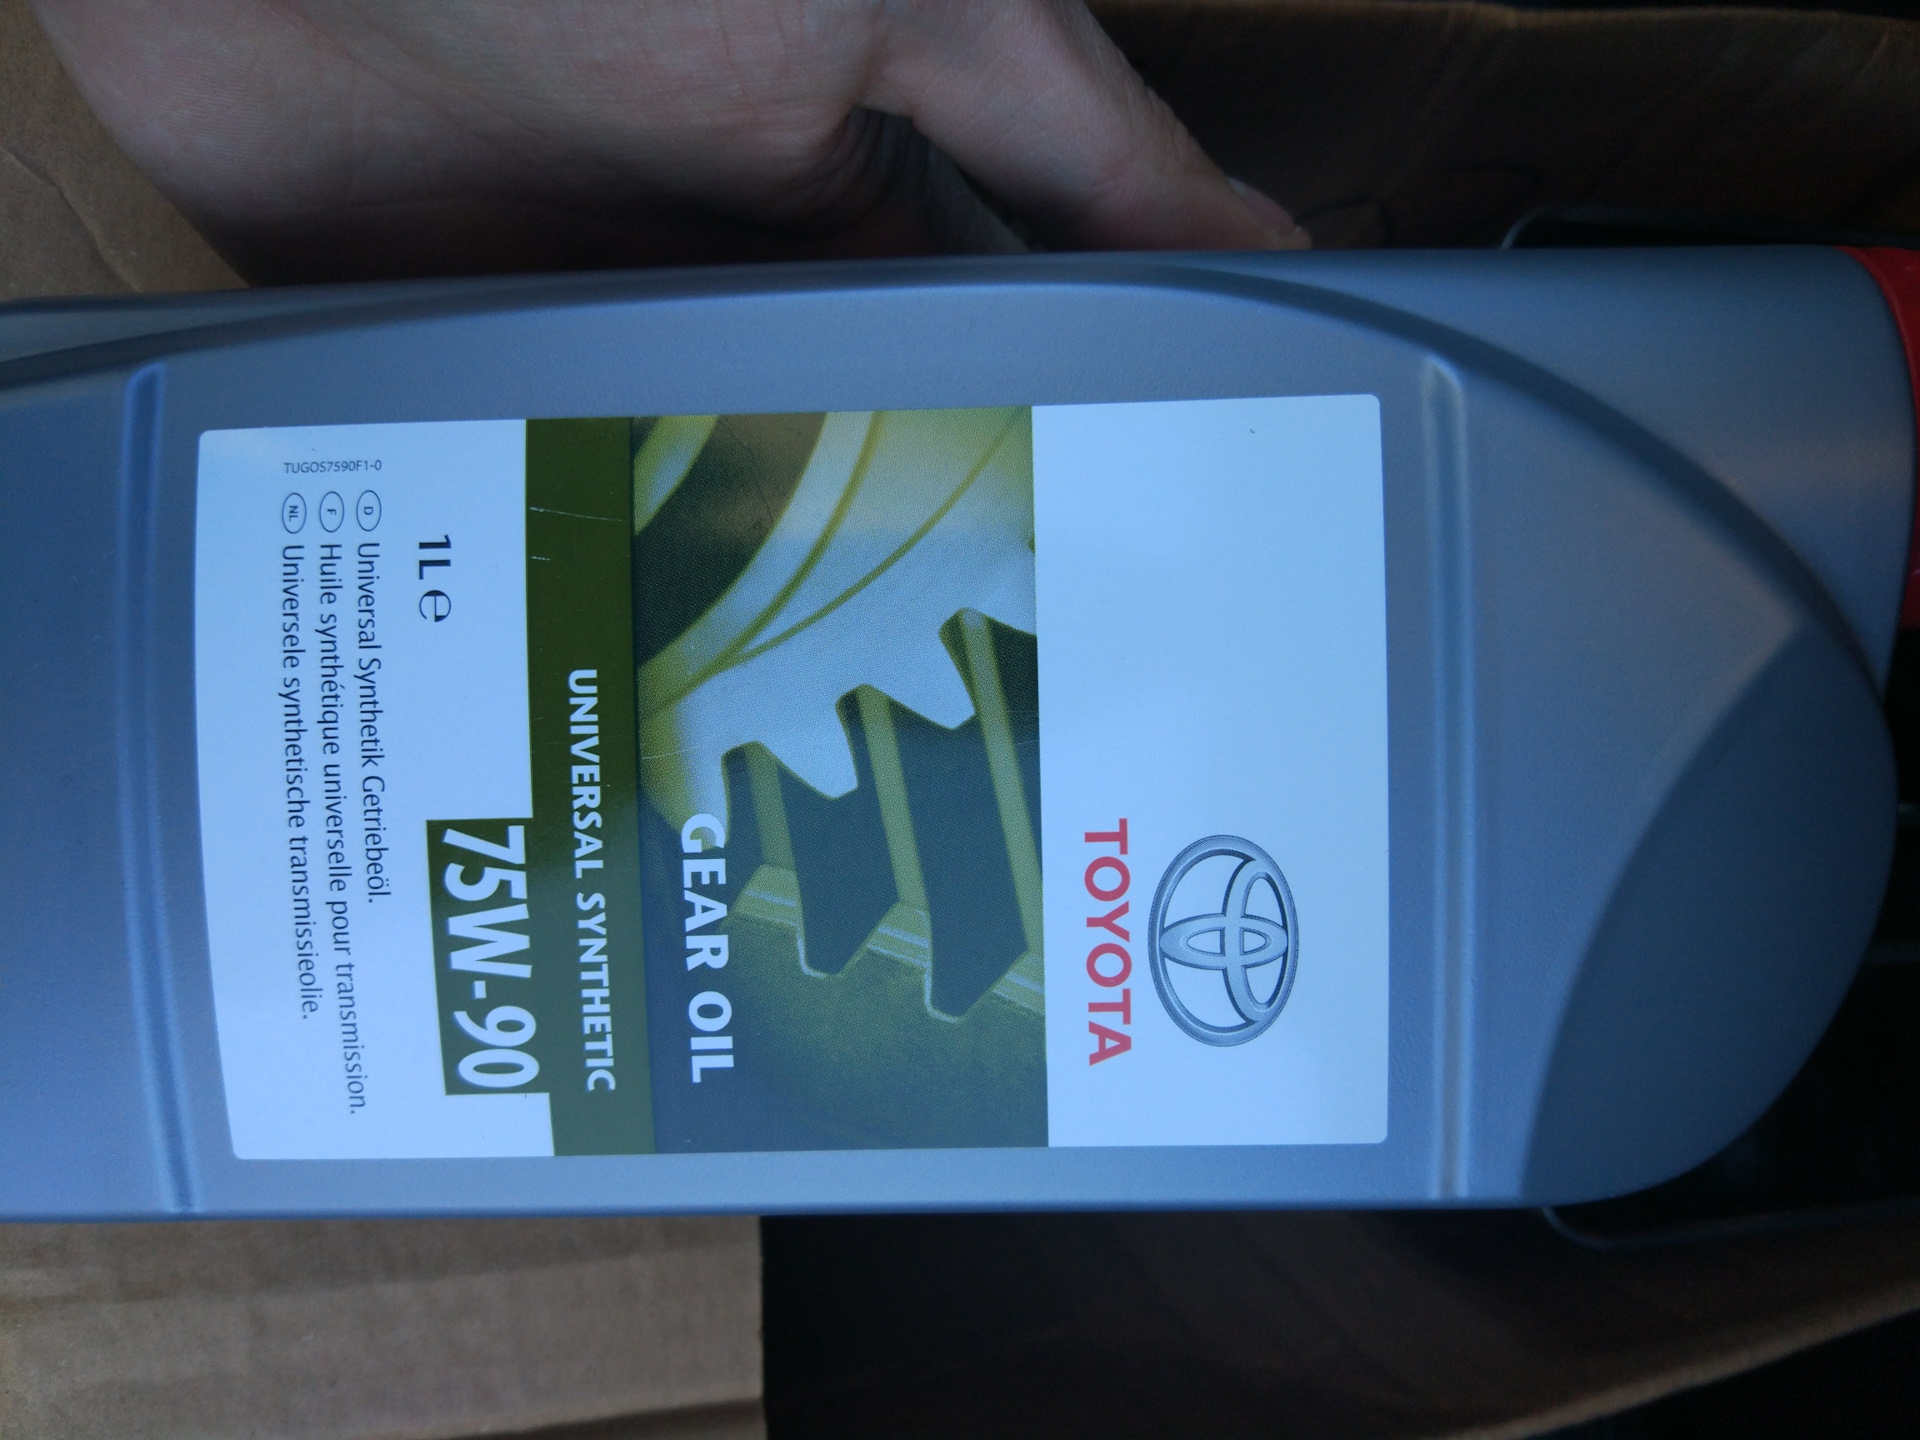 TOYOTA
GEAR OIL
UNIVERSAL SYNTHETIC
75W-90
1L ℮
D Universal Synthetik Getriebeöl.
F Huile synthétique universelle pour transmission.
NL Universele synthetische transmissieolie.
TUGOS7590F1-0